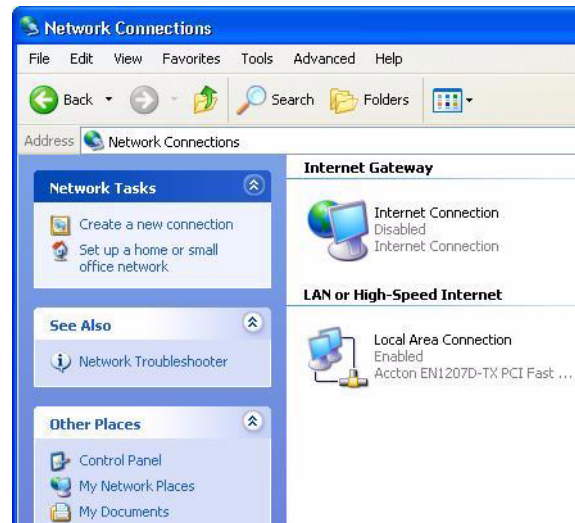 Network Connections
File Edit View Favorites Tools Advanced Help
Back Search Folders
Address Network Connections
Network Tasks
Create a new connection
Set up a home or small
office network
See Also
Network Troubleshooter
Other Places
Control Panel
My Network Places
My Documents
Internet Gateway
Internet Connection
Disabled
Internet Connection
LAN or High-Speed Internet
Local Area Connection
Enabled
Accton EN1207D-TX PCI Fast ...